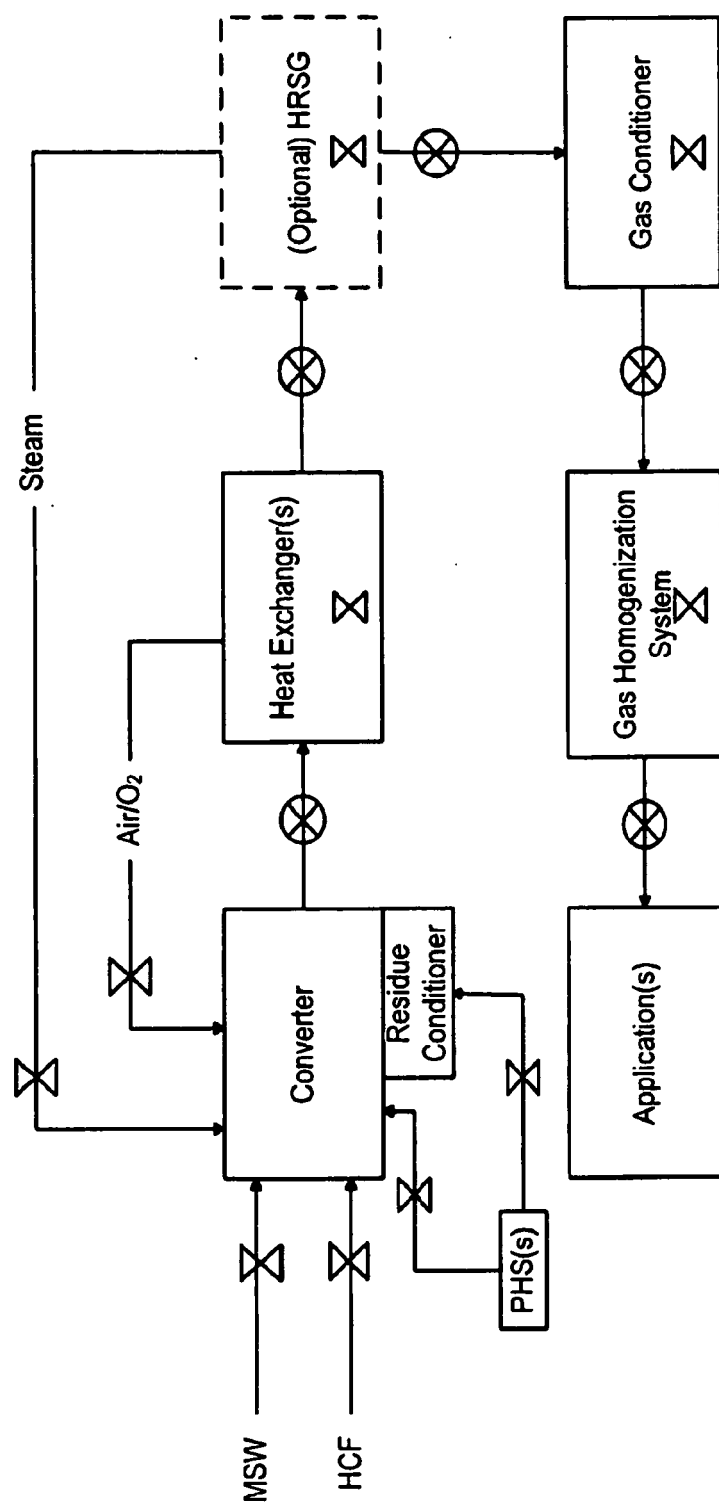 Steam
Air/O₂
MSW
HCF
Converter
Residue
Conditioner
PHS(s)
Heat Exchanger(s)
(Optional) HRSG
Gas Conditioner
Gas Homogenization
System
Application(s)